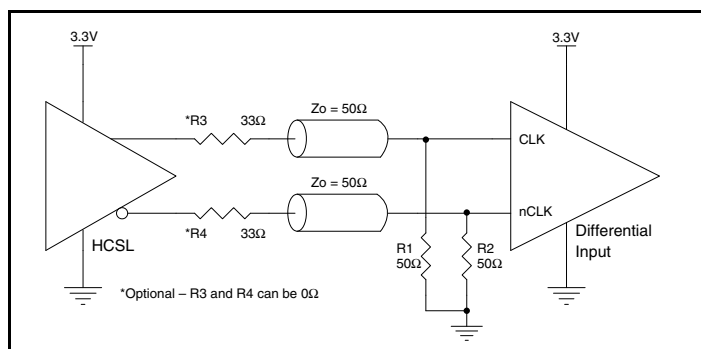 3.3V
3.3V
*R3 33Ω
Zo = 50Ω
CLK
Zo = 50Ω
nCLK
HCSL
*R4 33Ω
R1
50Ω
R2
50Ω
Differential
Input
*Optional – R3 and R4 can be 0Ω